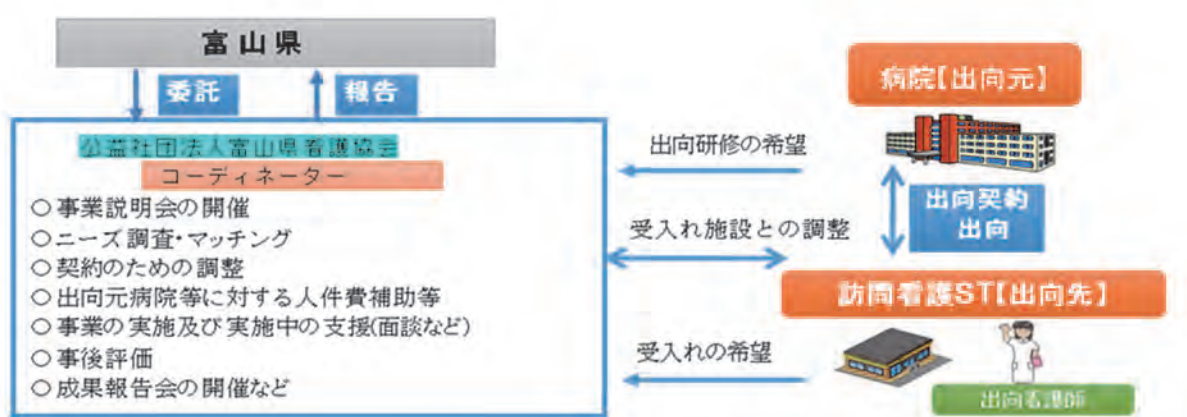 富山県
委託
報告
公益社団法人富山県看護協会
コーディネーター
○事業説明会の開催
○ニーズ調査・マッチング
○契約のための調整
○出向元病院等に対する人件費補助等
○事業の実施及び実施中の支援(面談など)
○事後評価
○成果報告会の開催など
出向研修の希望
受入れ施設との調整
受入れの希望
病院【出向元】
出向契約
出向
訪問看護ST【出向先】
出向看護師